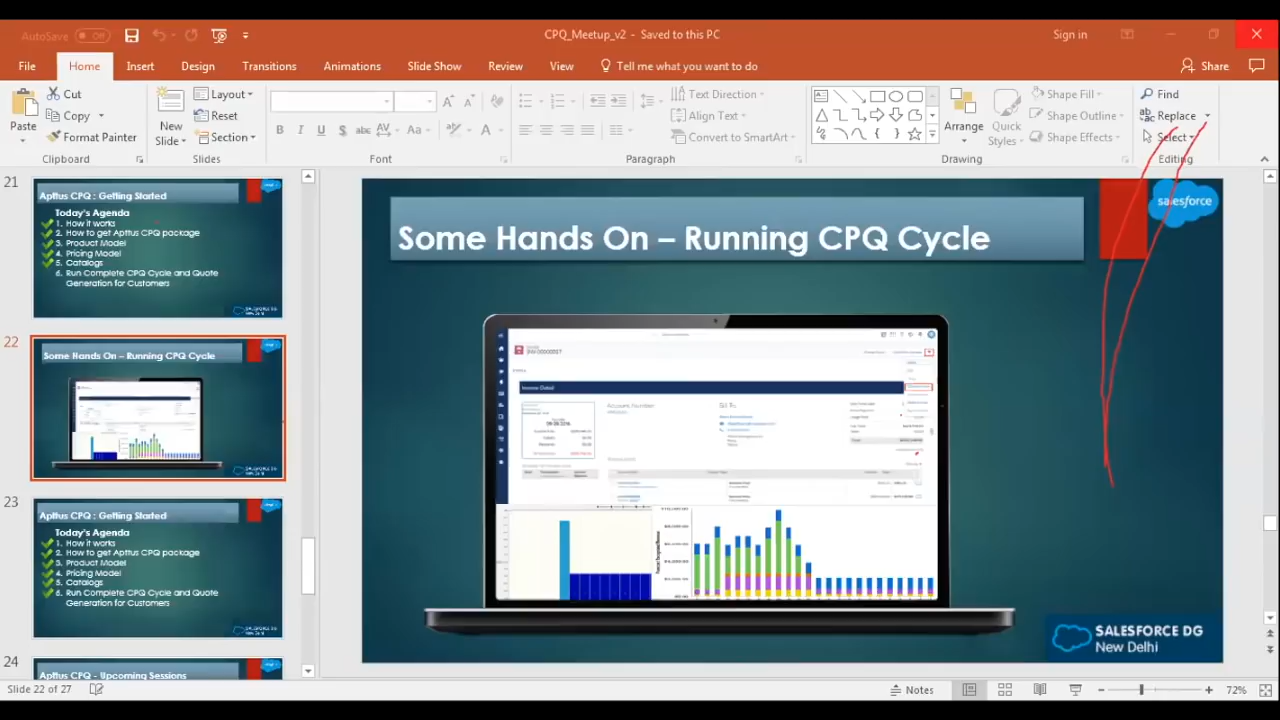 AutoSave Off
CPQ_Meetup_v2 - Saved to this PC
Sign in
File Home Insert Design Transitions Animations Slide Show Review View Tell me what you want to do Share
Paste
Cut
Copy
Format Painter
Clipboard
New Slide
Layout
Reset
Section
Slides
B I U S abc AV Aa A
Font
Text Direction
Align Text
Convert to SmartArt
Paragraph
Arrange
Quick Styles
Shape Fill
Shape Outline
Shape Effects
Drawing
Find
Replace
Select
Editing
21
Apttus CPQ : Getting Started
Today's Agenda
1. How it works
2. How to get Apttus CPQ package
3. Product Model
4. Pricing Model
5. Catalogs
6. Run Complete CPQ Cycle and Quote
Generation for Customers
22
Some Hands On – Running CPQ Cycle
23
Apttus CPQ : Getting Started
Today's Agenda
1. How it works
2. How to get Apttus CPQ package
3. Product Model
4. Pricing Model
5. Catalogs
6. Run Complete CPQ Cycle and Quote
Generation for Customers
24
Apttus CPQ - Upcoming Sessions
Some Hands On – Running CPQ Cycle
salesforce
Account Number
Bill To
SALESFORCE DG
New Delhi
Slide 22 of 27
Notes
72%